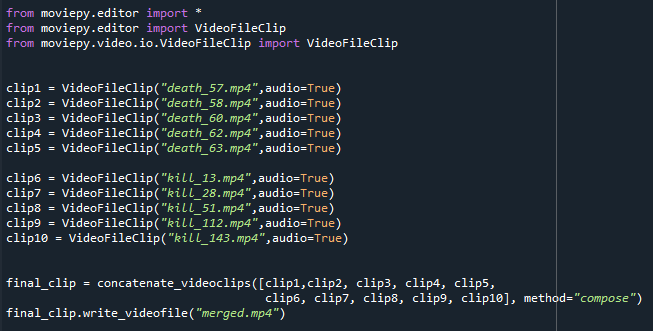 from moviepy.editor import *
from moviepy.editor import VideoFileClip
from moviepy.video.io.VideoFileClip import VideoFileClip
clip1 = VideoFileClip("death_57.mp4",audio=True)
clip2 = VideoFileClip("death_58.mp4",audio=True)
clip3 = VideoFileClip("death_60.mp4",audio=True)
clip4 = VideoFileClip("death_62.mp4",audio=True)
clip5 = VideoFileClip("death_63.mp4",audio=True)
clip6 = VideoFileClip("kill_13.mp4",audio=True)
clip7 = VideoFileClip("kill_28.mp4",audio=True)
clip8 = VideoFileClip("kill_51.mp4",audio=True)
clip9 = VideoFileClip("kill_112.mp4",audio=True)
clip10 = VideoFileClip("kill_143.mp4",audio=True)
final_clip = concatenate_videoclips([clip1,clip2, clip3, clip4, clip5,
clip6, clip7, clip8, clip9, clip10], method="compose")
final_clip.write_videofile("merged.mp4")